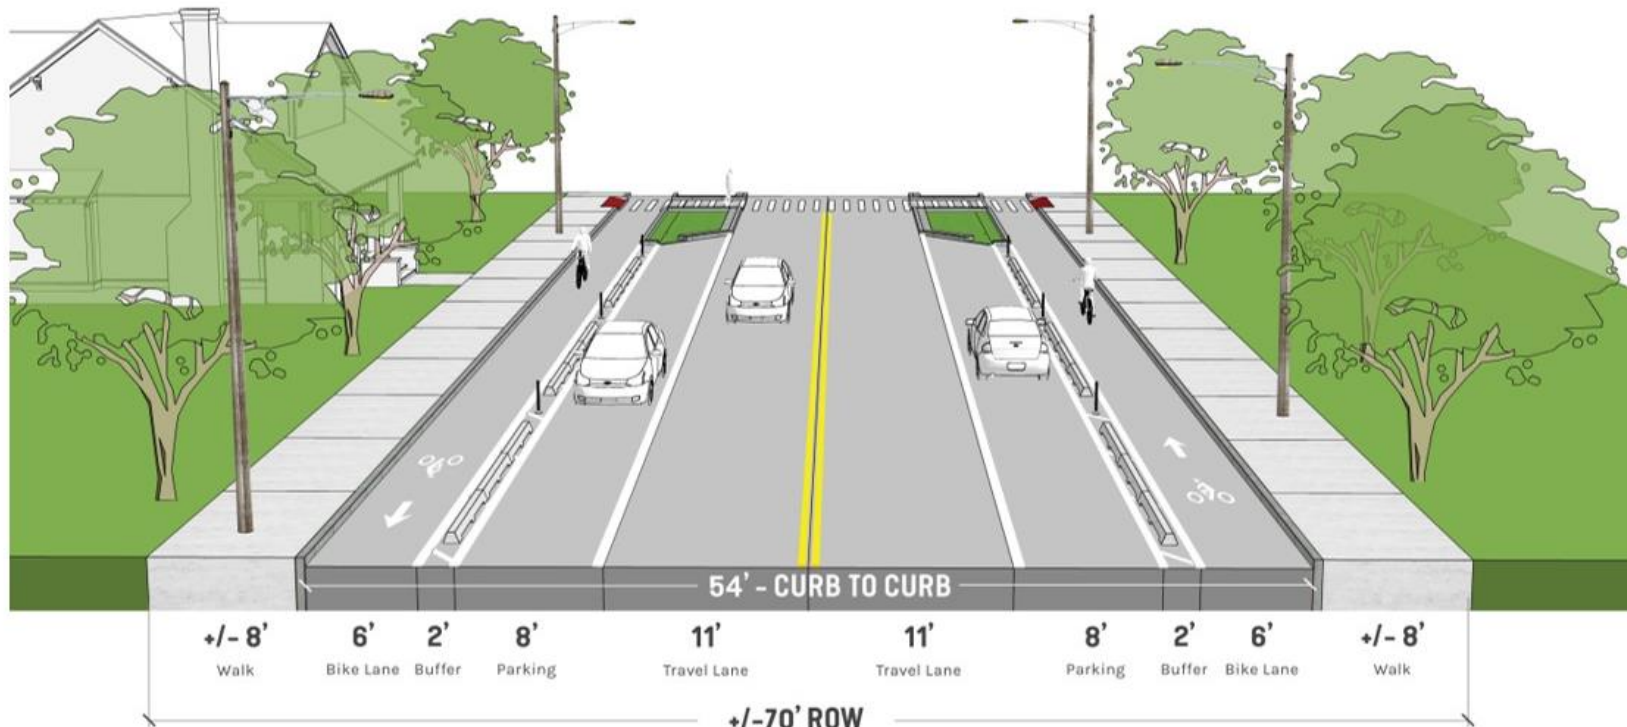 54' - CURB TO CURB
+/- 8' 6' 2' 8' 11' 11' 8' 2' 6' +/- 8'
Walk Bike Lane Buffer Parking Travel Lane Travel Lane Parking Buffer Bike Lane Walk
+/-70' ROW